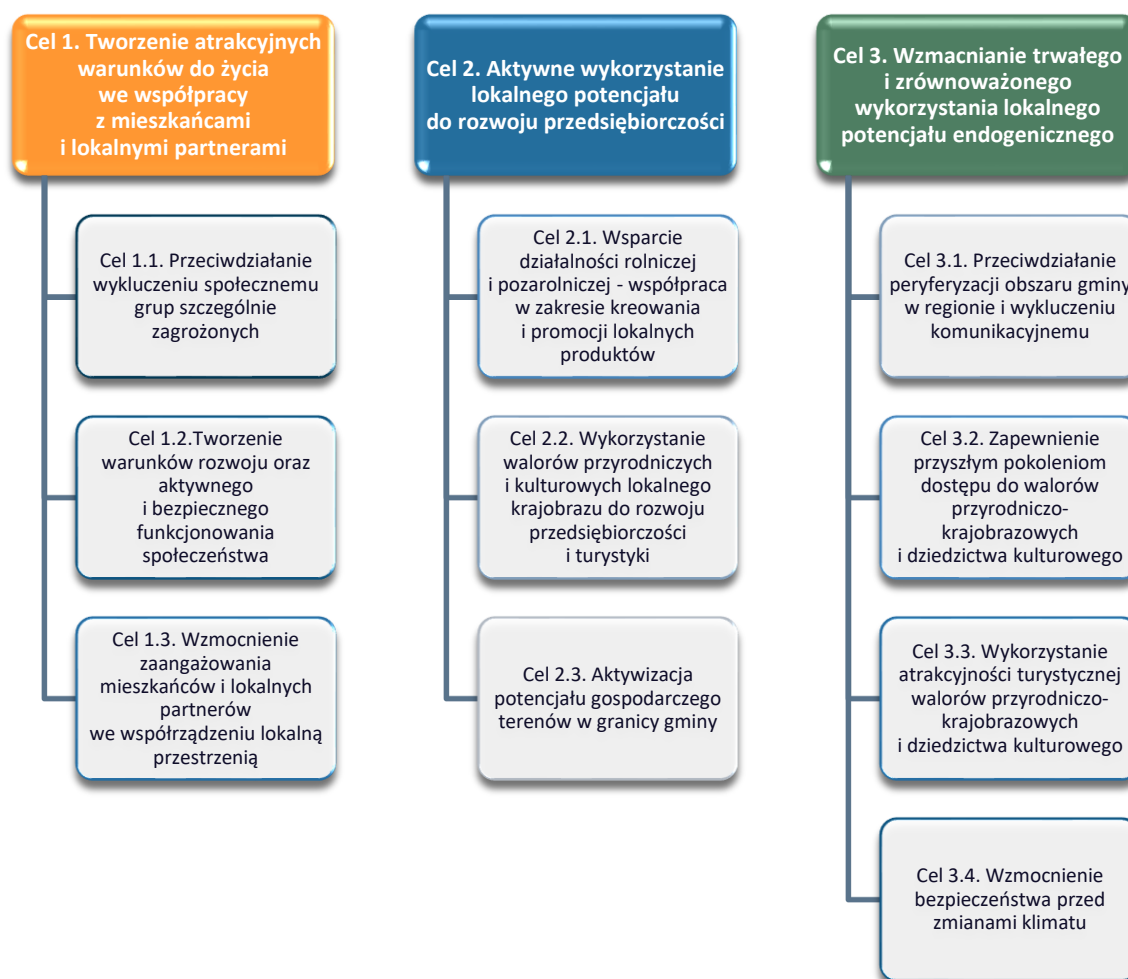 Cel 1. Tworzenie atrakcyjnych
warunków do życia
we współpracy
z mieszkańcami
i lokalnymi partnerami
Cel 1.1. Przeciwdziałanie
wykluczeniu społecznemu
grup szczególnie
zagrożonych
Cel 1.2.Tworzenie
warunków rozwoju oraz
aktywnego
i bezpiecznego
funkcjonowania
społeczeństwa
Cel 1.3. Wzmocnienie
zaangażowania
mieszkańców i lokalnych
partnerów
we współrządzeniu lokalną
przestrzenią
Cel 2. Aktywne wykorzystanie
lokalnego potencjału
do rozwoju przedsiębiorczości
Cel 2.1. Wsparcie
działalności rolniczej
i pozarolniczej - współpraca
w zakresie kreowania
i promocji lokalnych
produktów
Cel 2.2. Wykorzystanie
walorów przyrodniczych
i kulturowych lokalnego
krajobrazu do rozwoju
przedsiębiorczości
i turystyki
Cel 2.3. Aktywizacja
potencjału gospodarczego
terenów w granicy gminy
Cel 3. Wzmacnianie trwałego
i zrównoważonego
wykorzystania lokalnego
potencjału endogenicznego
Cel 3.1. Przeciwdziałanie
peryferyzacji obszaru gminy
w regionie i wykluczeniu
komunikacyjnemu
Cel 3.2. Zapewnienie
przyszłym pokoleniom
dostępu do walorów
przyrodniczo-
krajobrazowych
i dziedzictwa kulturowego
Cel 3.3. Wykorzystanie
atrakcyjności turystycznej
walorów przyrodniczo-
krajobrazowych
i dziedzictwa kulturowego
Cel 3.4. Wzmocnienie
bezpieczeństwa przed
zmianami klimatu